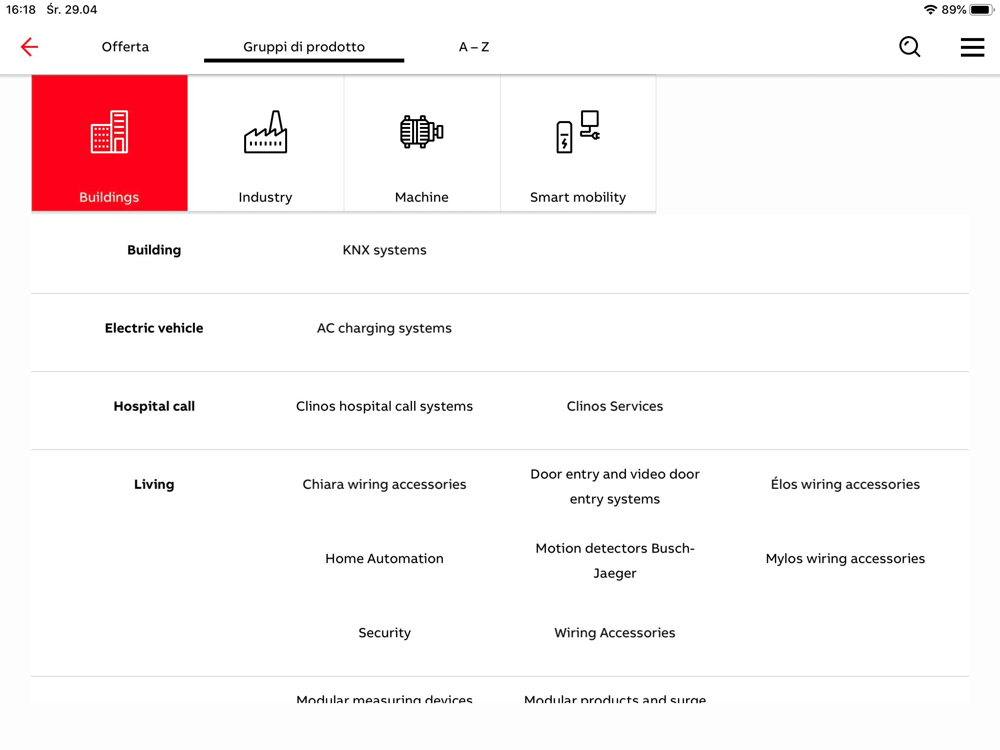 16:18 Śr. 29.04 89%
Offerta Gruppi di prodotto A – Z
Buildings Industry Machine Smart mobility
Building KNX systems
Electric vehicle AC charging systems
Hospital call Clinos hospital call systems Clinos Services
Living Chiara wiring accessories Door entry and video door entry systems Élos wiring accessories
Home Automation Motion detectors Busch-Jaeger Mylos wiring accessories
Security Wiring Accessories
Modular measuring devices Modular products and surge